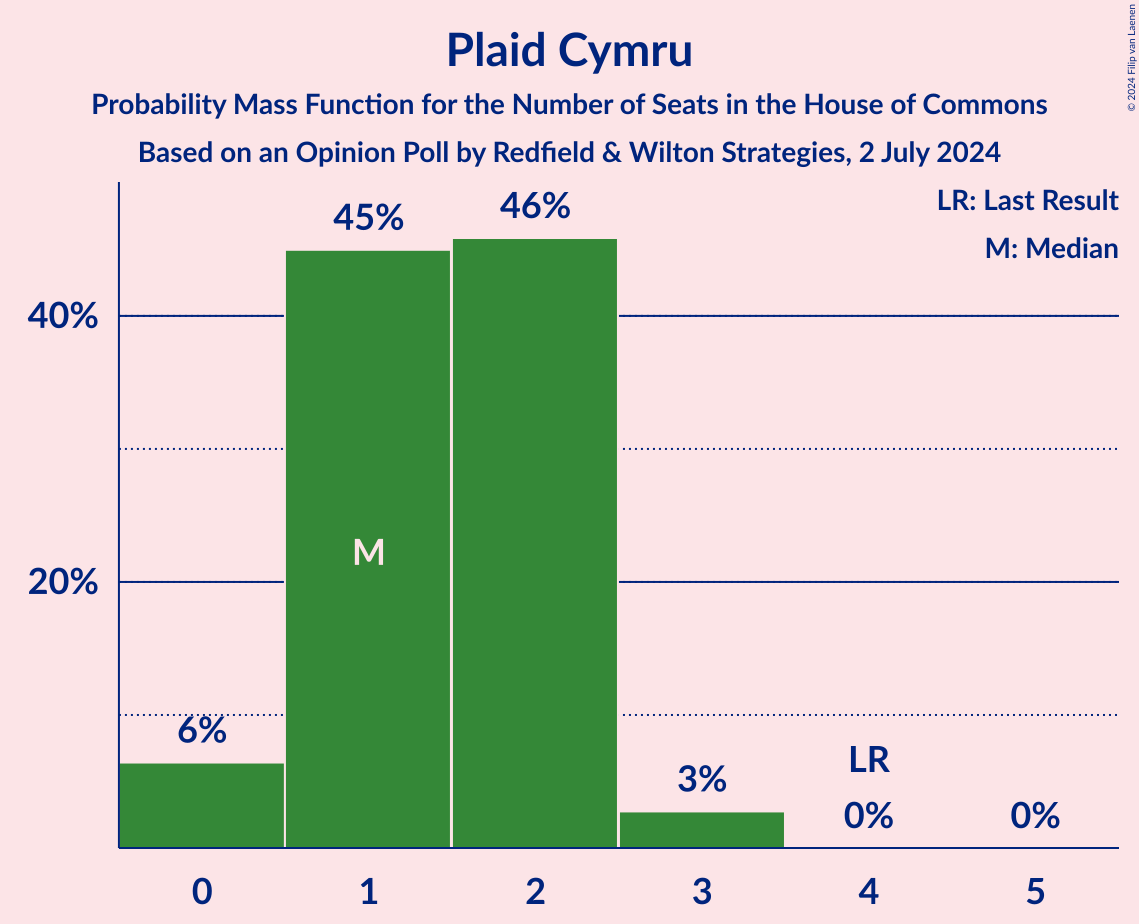 Plaid Cymru
Probability Mass Function for the Number of Seats in the House of Commons
Based on an Opinion Poll by Redfield & Wilton Strategies, 2 July 2024
© 2024 Filip van Laenen
LR: Last Result
M: Median
45%
46%
40%
M
20%
6%
3%
LR
0%
0%
0
1
2
3
4
5